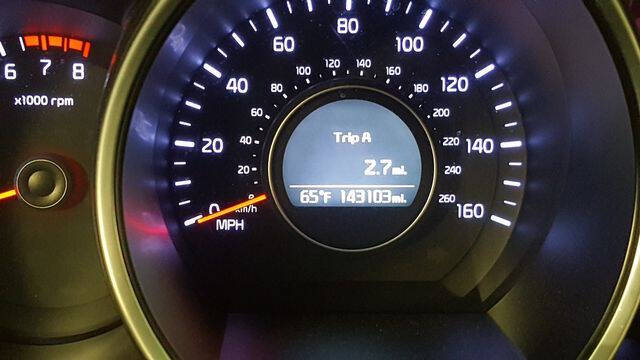 6 7 8
x1000 rpm
0 20 40 60 80 100 120 140 160
MPH
20 40 60 80 100 120 140 160 180 200 220 240 260
km/h
Trip A
2.7mi.
65°F 143103mi.